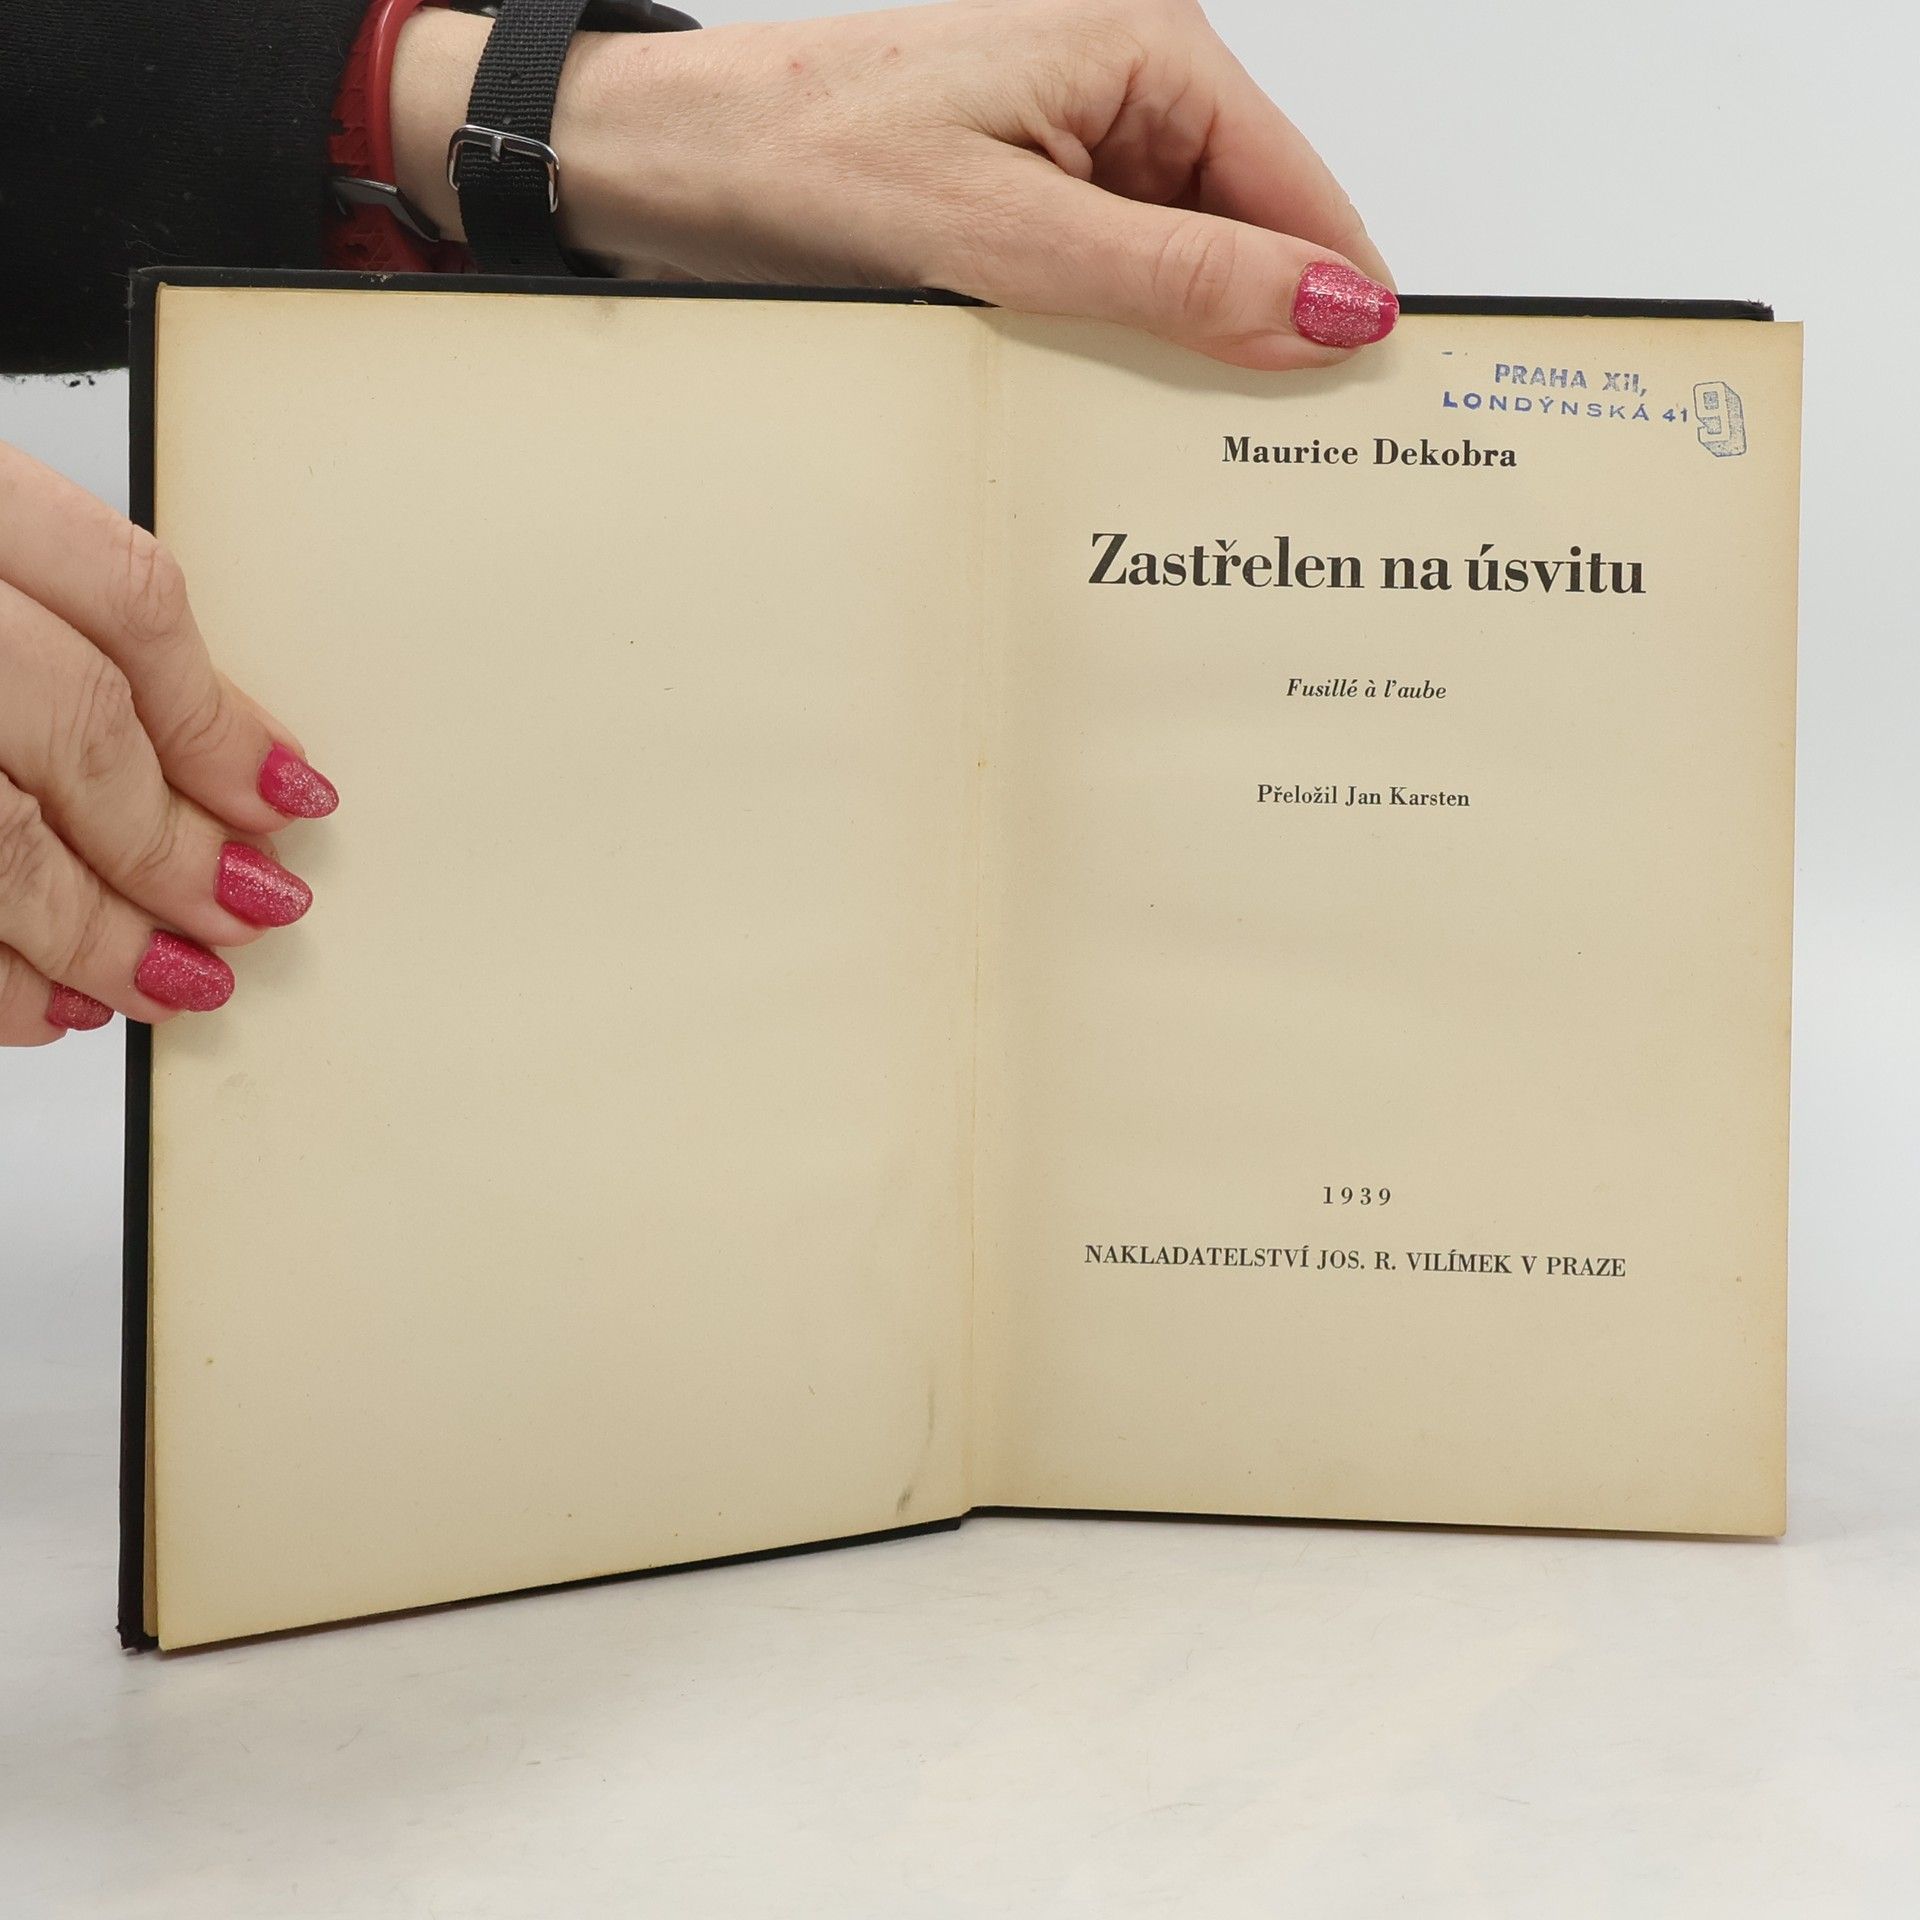 PRAHA XII,
LONDÝNSKÁ 41
9
Maurice Dekobra
Zastřelen na úsvitu
Fusillé à l'aube
Přeložil Jan Karsten
1939
NAKLADATELSTVÍ JOS. R. VILÍMEK V PRAZE